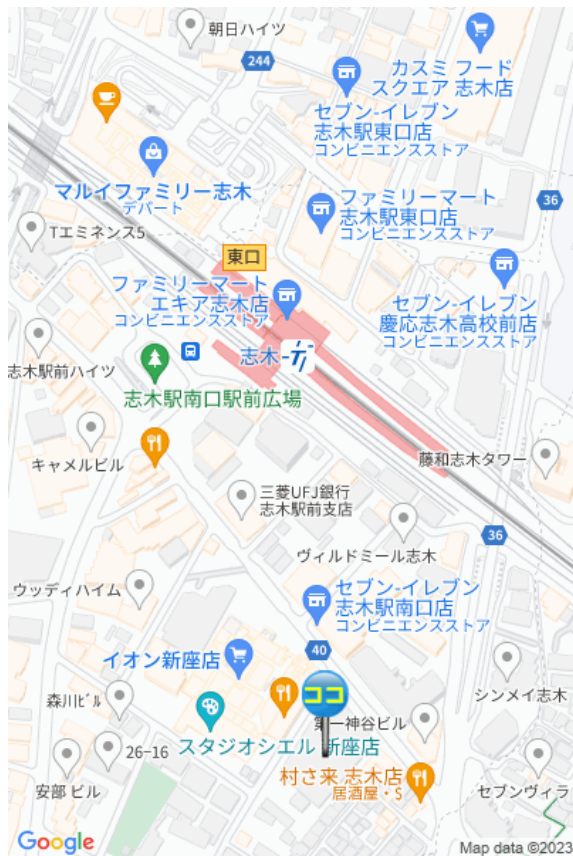 朝日ハイツ
244
カスミ フード
スクエア 志木店
セブン-イレブン
志木駅東口店
コンビニエンスストア
マルイファミリー志木
デパート
ファミリーマート
志木駅東口店
コンビニエンスストア
36
Tエミネンス5
東口
ファミリーマート
エキア志木店
コンビニエンスストア
セブン-イレブン
慶応志木高校前店
コンビニエンスストア
志木
志木駅前ハイツ
志木駅南口駅前広場
キャメルビル
藤和志木タワー
三菱UFJ銀行
志木駅前支店
36
ヴィルドミール志木
ウッディハイム
セブン-イレブン
志木駅南口店
コンビニエンスストア
40
イオン新座店
ココ
シンメイ志木
森川ビル
第一神谷ビル
スタジオシエル 新座店
26-16
村さ来 志木店
居酒屋・S
安部 ビル
セブンヴィラ
Google
Map data ©2023